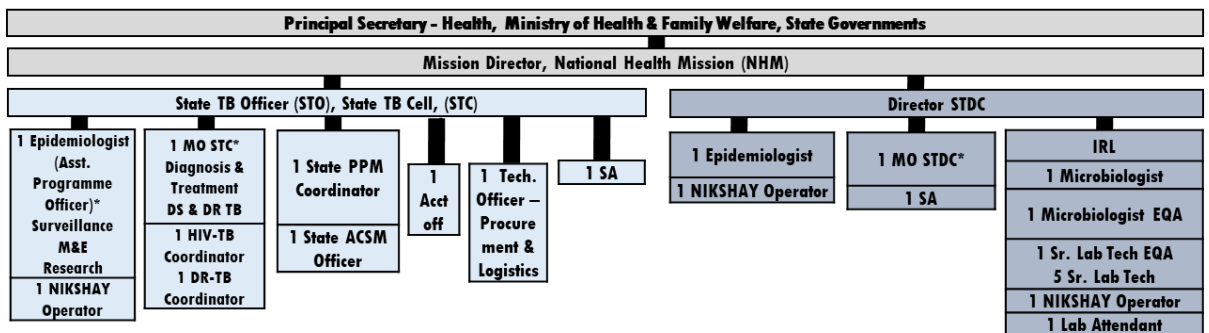 Principal Secretary - Health, Ministry of Health & Family Welfare, State Governments
Mission Director, National Health Mission (NHM)
State TB Officer (STO), State TB Cell, (STC)
1 Epidemiologist
(Asst.
Programme
Officer)*
Surveillance
M&E
Research
1 NIKSHAY
Operator
1 MO STC*
Diagnosis &
Treatment
DS & DR TB
1 HIV-TB
Coordinator
1 DR-TB
Coordinator
1 State PPM
Coordinator
1 State ACSM
Officer
1
Acct
off
1 Tech.
Officer –
Procure
ment &
Logistics
1 SA
Director STDC
1 Epidemiologist
1 NIKSHAY Operator
1 MO STDC*
1 SA
IRL
1 Microbiologist
1 Microbiologist EQA
1 Sr. Lab Tech EQA
5 Sr. Lab Tech
1 NIKSHAY Operator
1 Lab Attendant